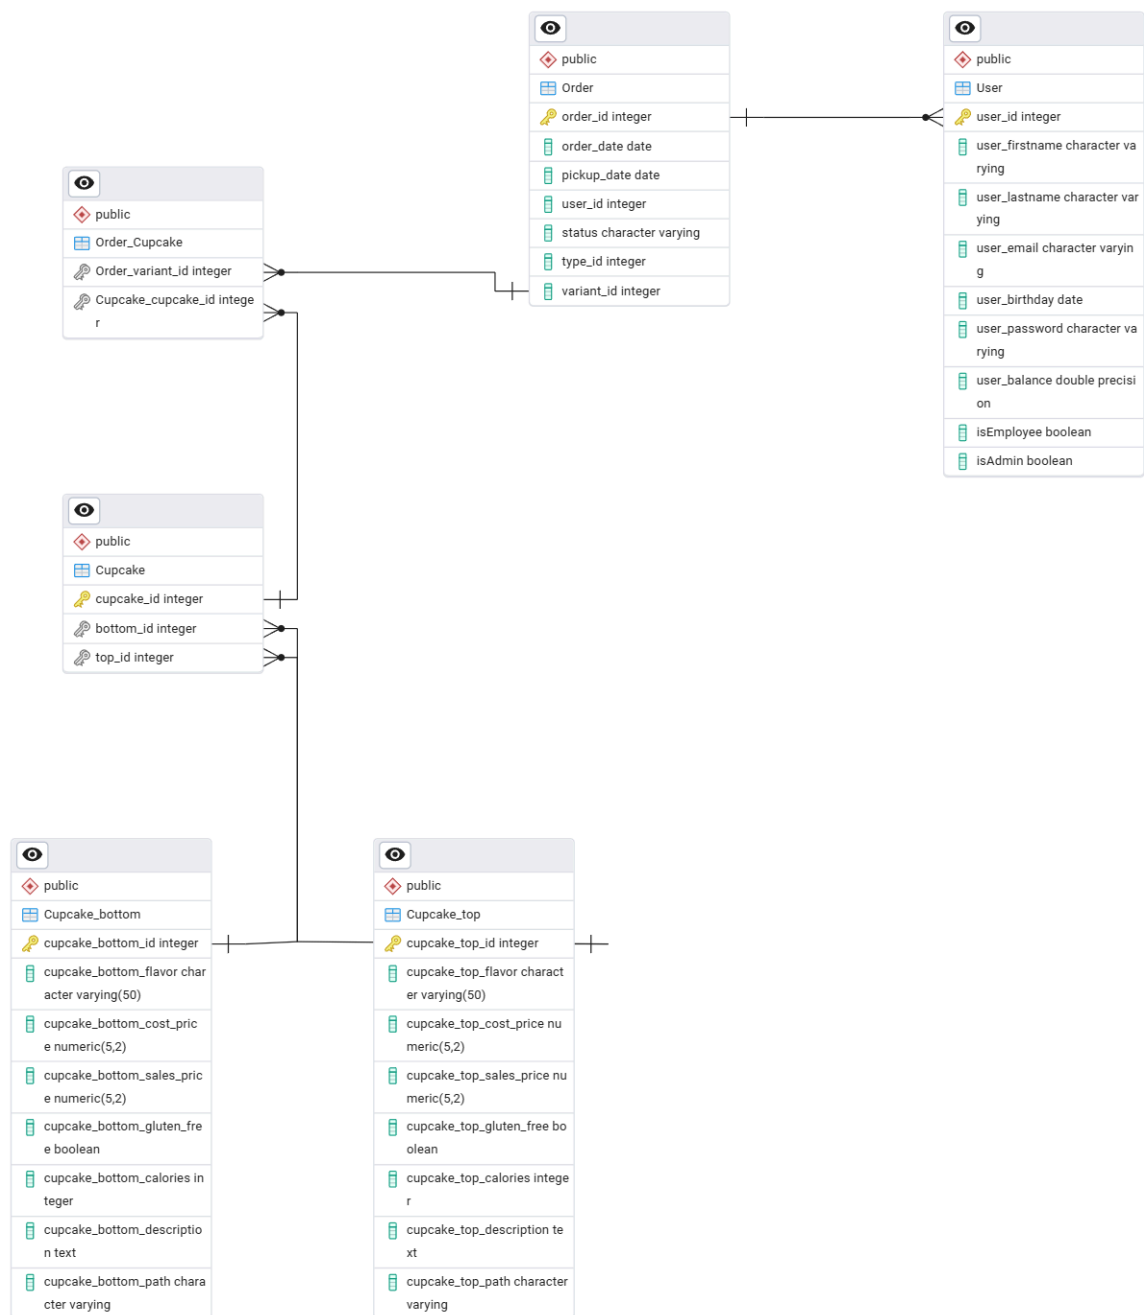 public
Order
order_id integer
order_date date
pickup_date date
user_id integer
status character varying
type_id integer
variant_id integer
public
User
user_id integer
user_firstname character va
rying
user_lastname character var
ying
user_email character varyin
g
user_birthday date
user_password character va
rying
user_balance double precisi
on
isEmployee boolean
isAdmin boolean
public
Order_Cupcake
Order_variant_id integer
Cupcake_cupcake_id intege
r
public
Cupcake
cupcake_id integer
bottom_id integer
top_id integer
public
Cupcake_bottom
cupcake_bottom_id integer
cupcake_bottom_flavor char
acter varying(50)
cupcake_bottom_cost_pric
e numeric(5,2)
cupcake_bottom_sales_pric
e numeric(5,2)
cupcake_bottom_gluten_fre
e boolean
cupcake_bottom_calories in
teger
cupcake_bottom_descriptio
n text
cupcake_bottom_path chara
cter varying
public
Cupcake_top
cupcake_top_id integer
cupcake_top_flavor charact
er varying(50)
cupcake_top_cost_price nu
meric(5,2)
cupcake_top_sales_price nu
meric(5,2)
cupcake_top_gluten_free bo
olean
cupcake_top_calories intege
r
cupcake_top_description te
xt
cupcake_top_path character
varying